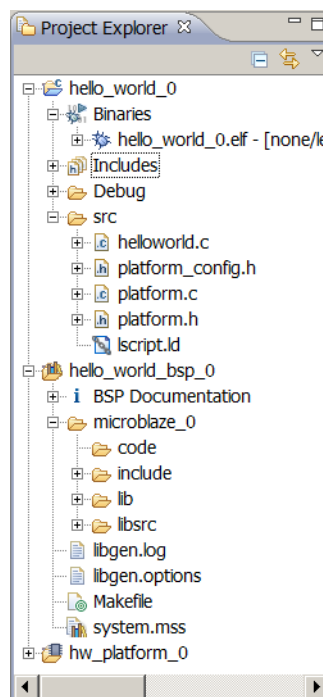 Project Explorer
hello_world_0
Binaries
hello_world_0.elf - [none/le
Includes
Debug
src
helloworld.c
platform_config.h
platform.c
platform.h
lscript.ld
hello_world_bsp_0
BSP Documentation
microblaze_0
code
include
lib
libsrc
libgen.log
libgen.options
Makefile
system.mss
hw_platform_0